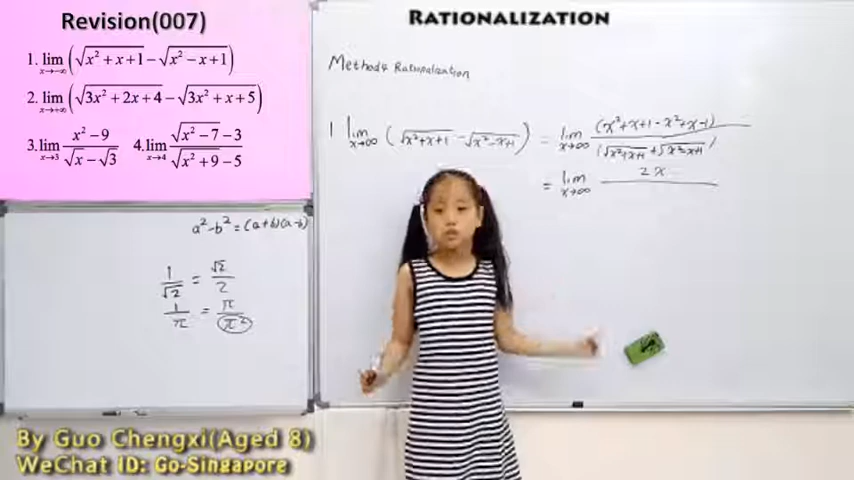 Revision(007)
1. lim x→-∞ (√(x² + x + 1) − √(x² − x + 1))
2. lim x→+∞ (√(3x² + 2x + 4) − √(3x² + x + 5))
3. lim x→3 (x² − 9)/(√x − √3) 4. lim x→4 (√(x² − 7) − 3)/(√(x² + 9) − 5)
RATIONALIZATION
Method4 Rationalization
1 lim x→∞ (√(x²+x+1) − √(x²−x+1)) = lim x→∞ (x²+x+1−x²+x−1)/(√(x²+x+1) + √(x²−x+1))
= lim x→∞ 2x
a²−b²=(a+b)(a−b)
1/√2 = √2/2
1/π = π/π²
By Guo Chengxi(Aged 8)
WeChat ID: Go-Singapore